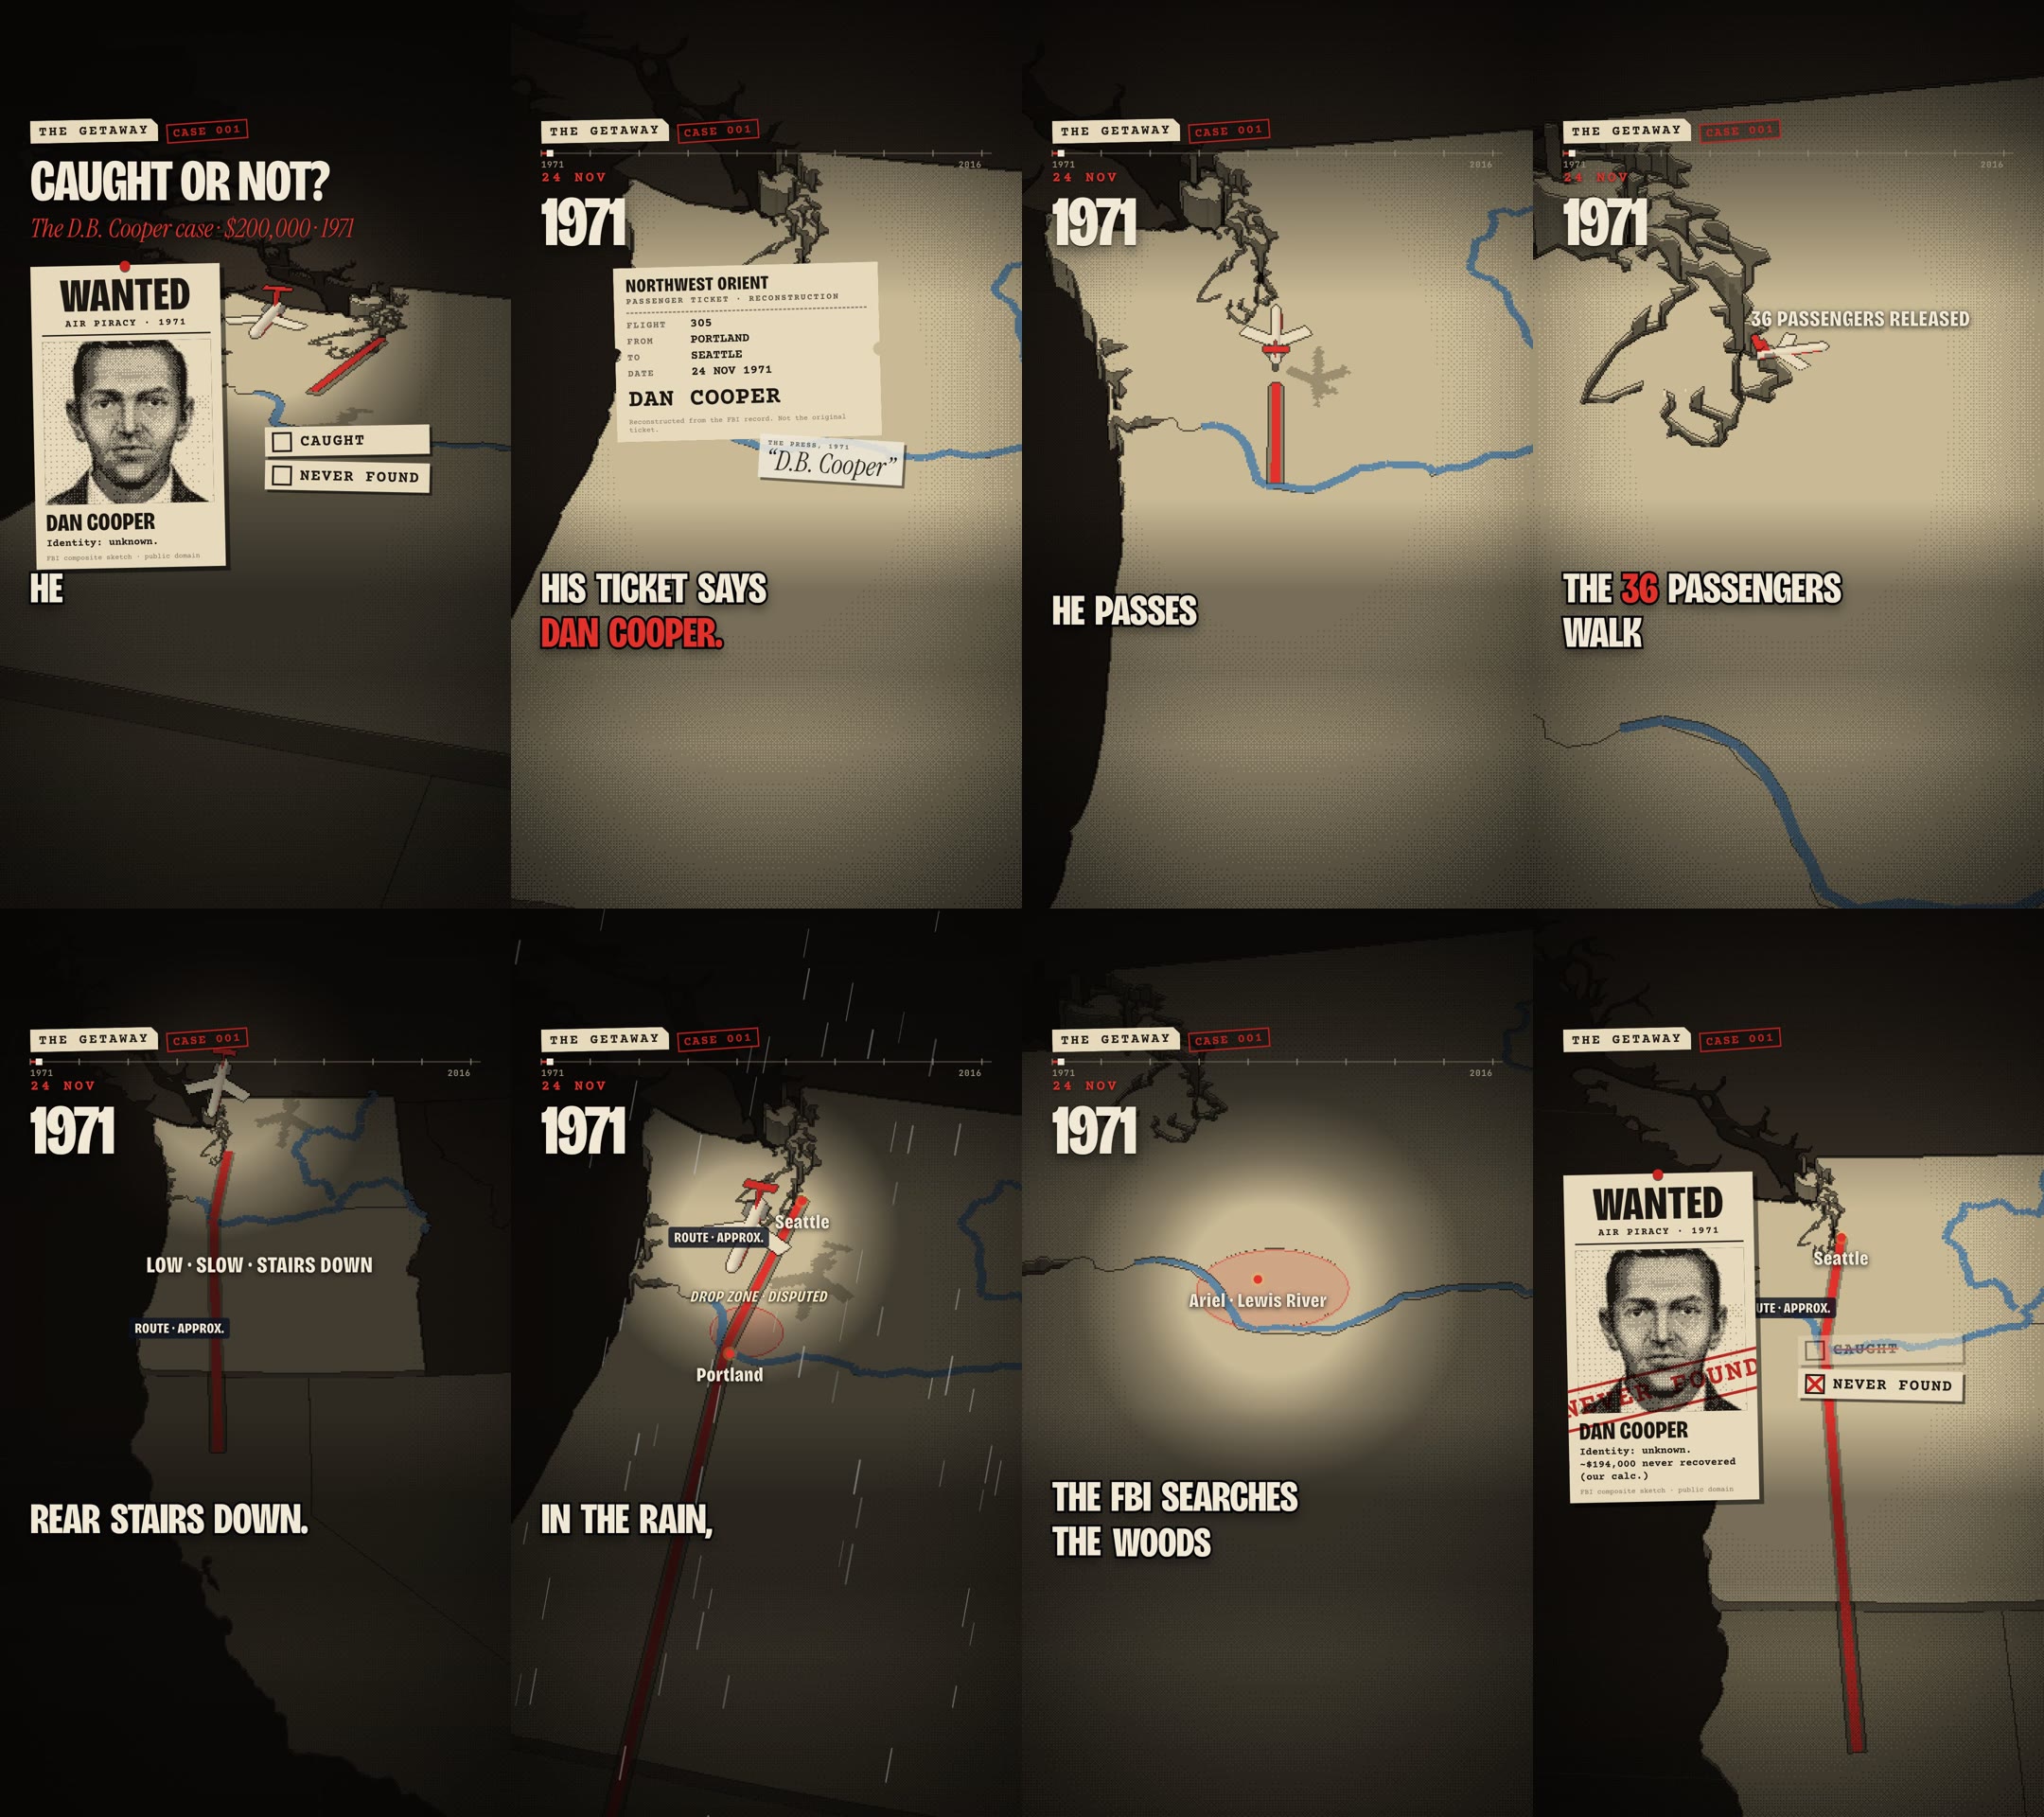 THE GETAWAY
CASE 001
CAUGHT OR NOT?
The D.B. Cooper case · $200,000 · 1971
WANTED
AIR PIRACY · 1971
DAN COOPER
Identity: unknown.
FBI composite sketch · public domain
CAUGHT
NEVER FOUND
HE
THE GETAWAY
CASE 001
1971
2016
24 NOV
1971
NORTHWEST ORIENT
PASSENGER TICKET · RECONSTRUCTION
FLIGHT 305
FROM PORTLAND
TO SEATTLE
DATE 24 NOV 1971
DAN COOPER
Reconstructed from the FBI record. Not the original
ticket.
THE PRESS, 1971
“D.B. Cooper”
HIS TICKET SAYS
DAN COOPER.
THE GETAWAY
CASE 001
1971
2016
24 NOV
1971
HE PASSES
THE GETAWAY
CASE 001
1971
2016
24 NOV
1971
36 PASSENGERS RELEASED
THE 36 PASSENGERS
WALK
THE GETAWAY
CASE 001
1971
2016
24 NOV
1971
LOW · SLOW · STAIRS DOWN
ROUTE · APPROX.
REAR STAIRS DOWN.
THE GETAWAY
CASE 001
1971
2016
24 NOV
1971
Seattle
ROUTE · APPROX.
DROP ZONE · DISPUTED
Portland
IN THE RAIN,
THE GETAWAY
CASE 001
1971
2016
24 NOV
1971
Ariel · Lewis River
THE FBI SEARCHES
THE WOODS
THE GETAWAY
CASE 001
WANTED
AIR PIRACY · 1971
Seattle
UTE · APPROX.
CAUGHT
NEVER FOUND
NEVER FOUND
DAN COOPER
Identity: unknown.
~$194,000 never recovered
(our calc.)
FBI composite sketch · public domain